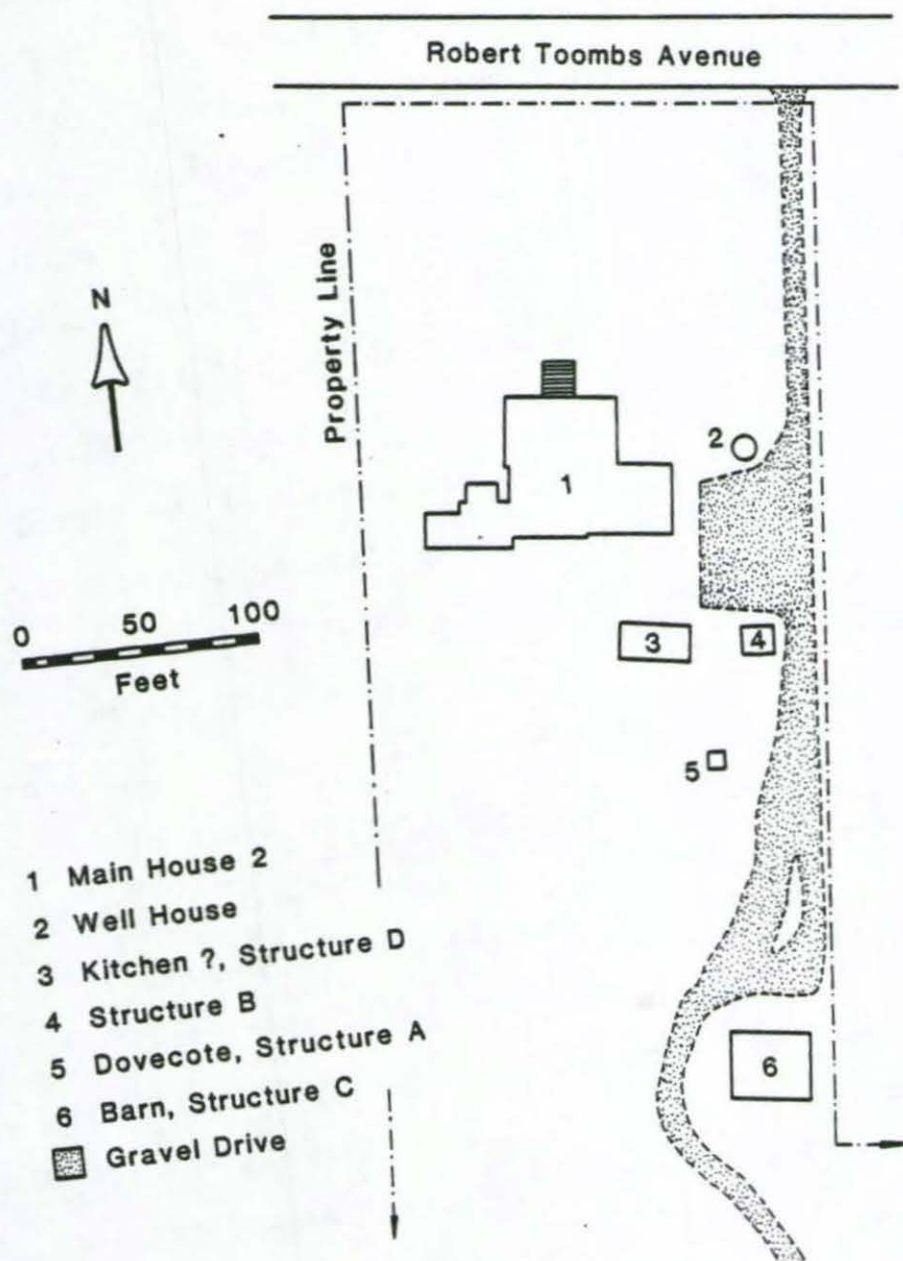 Robert Toombs Avenue
Property Line
N
0 50 100
Feet
1
2
3
4
5
6
1 Main House 2
2 Well House
3 Kitchen ?, Structure D
4 Structure B
5 Dovecote, Structure A
6 Barn, Structure C
Gravel Drive